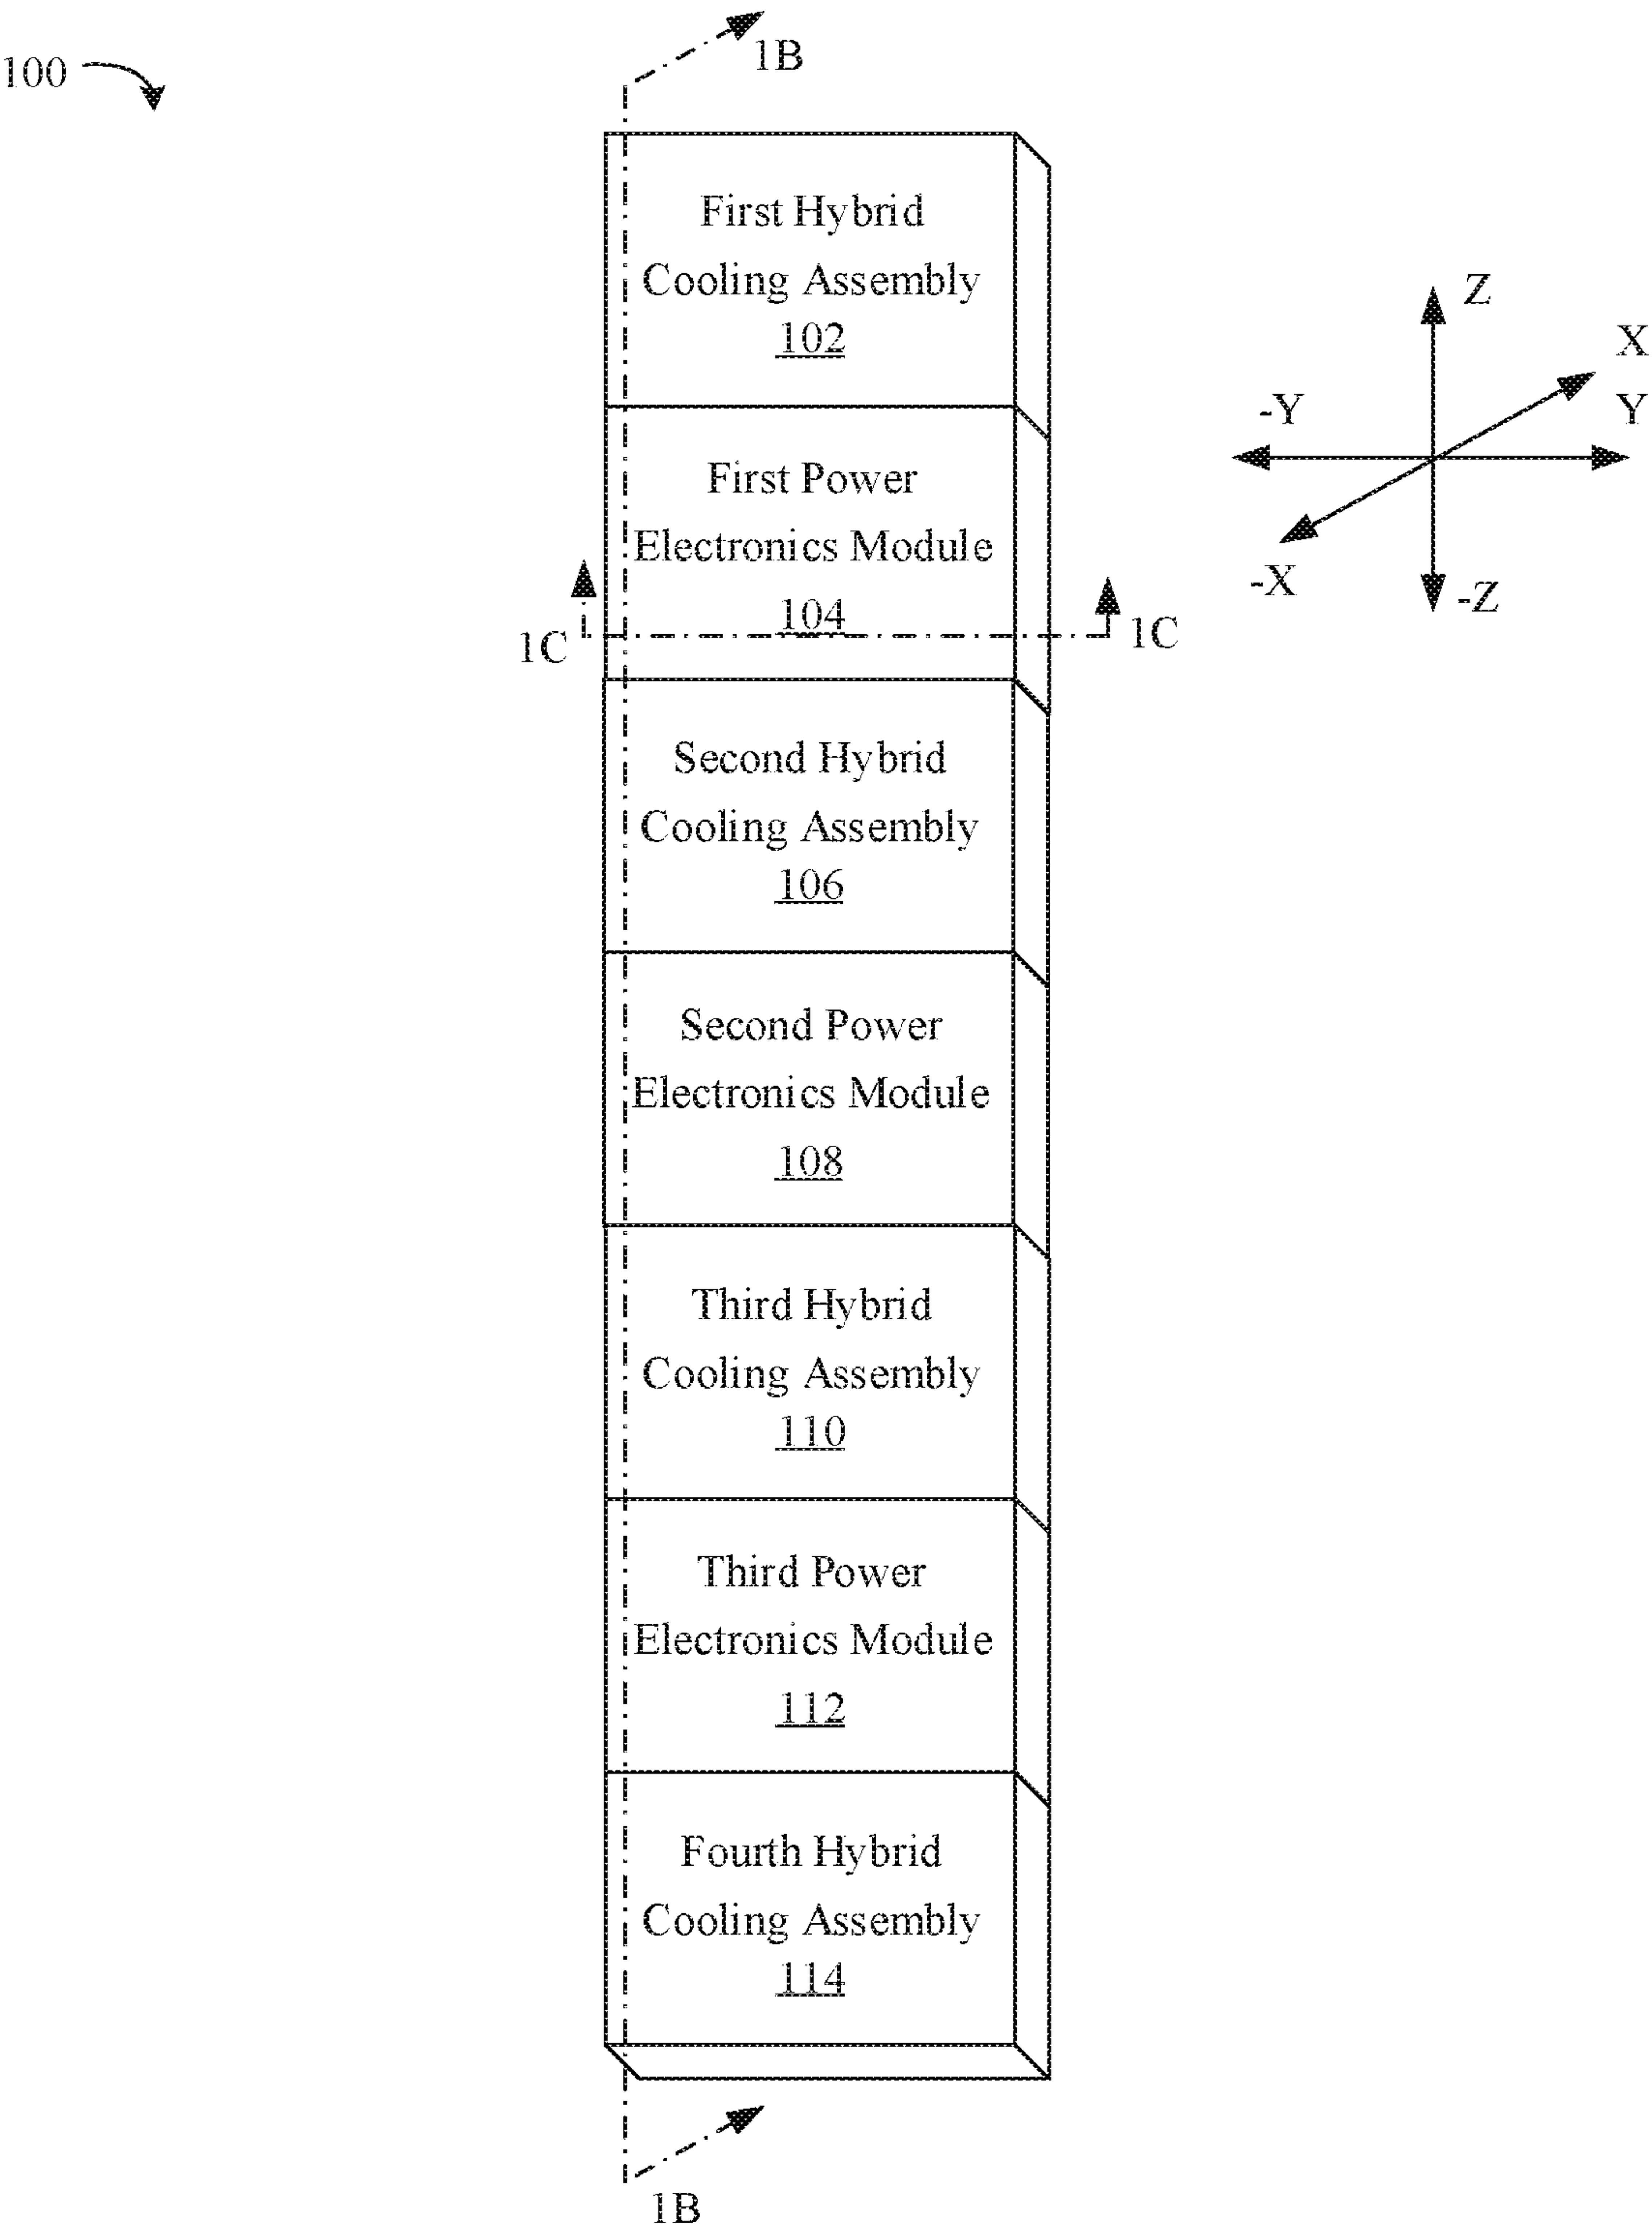 100
1B
First Hybrid
Cooling Assembly
102
Z
X
-Y
Y
First Power
Electronics Module
104
-X
-Z
1C
1C
Second Hybrid
Cooling Assembly
106
Second Power
Electronics Module
108
Third Hybrid
Cooling Assembly
110
Third Power
Electronics Module
112
Fourth Hybrid
Cooling Assembly
114
1B